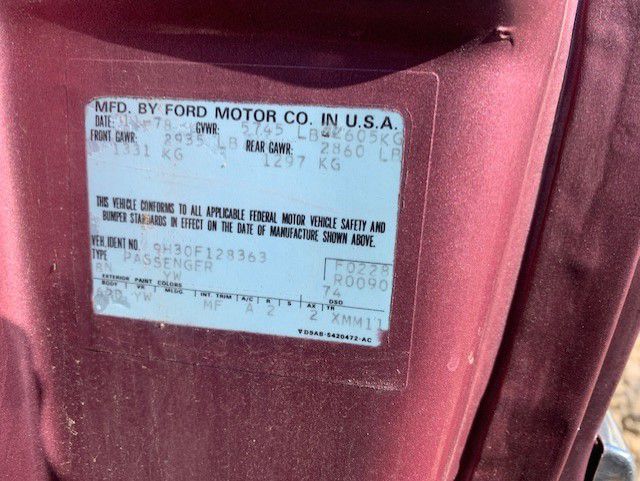 MFD. BY FORD MOTOR CO. IN U.S.A.
DATE: GVWR: 5745 LB 2605KG
FRONT GAWR: 2935 LB REAR GAWR: 2860 LB
1331 KG 1297 KG
THIS VEHICLE CONFORMS TO ALL APPLICABLE FEDERAL MOTOR VEHICLE SAFETY AND
BUMPER STANDARDS IN EFFECT ON THE DATE OF MANUFACTURE SHOWN ABOVE.
VEH. IDENT NO. 9H30F128363
TYPE PASSENGER F0228
YW R0090
EXTERIOR PAINT COLORS 74 DSO
BODY VR MLDG INT. TRIM A/C R S AX TR
YW MF A 2 2 XMM11
D9AB-5420472-AC